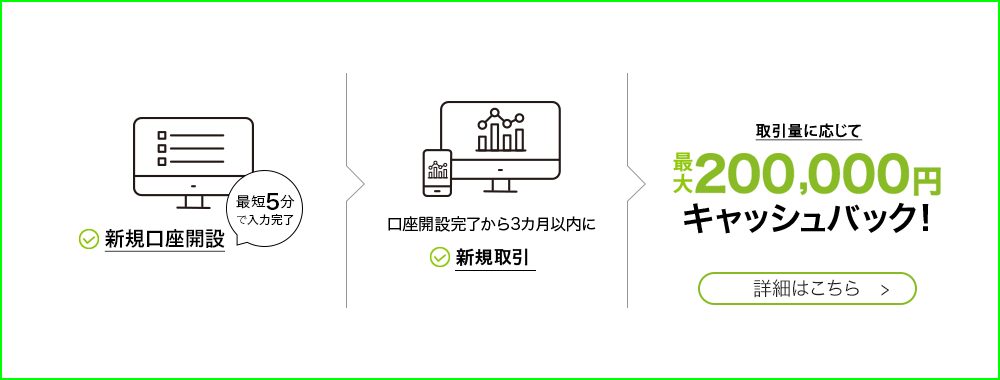 最短5分
で入力完了
新規口座開設
口座開設完了から3カ月以内に
新規取引
取引量に応じて
最大200,000円
キャッシュバック!
詳細はこちら >